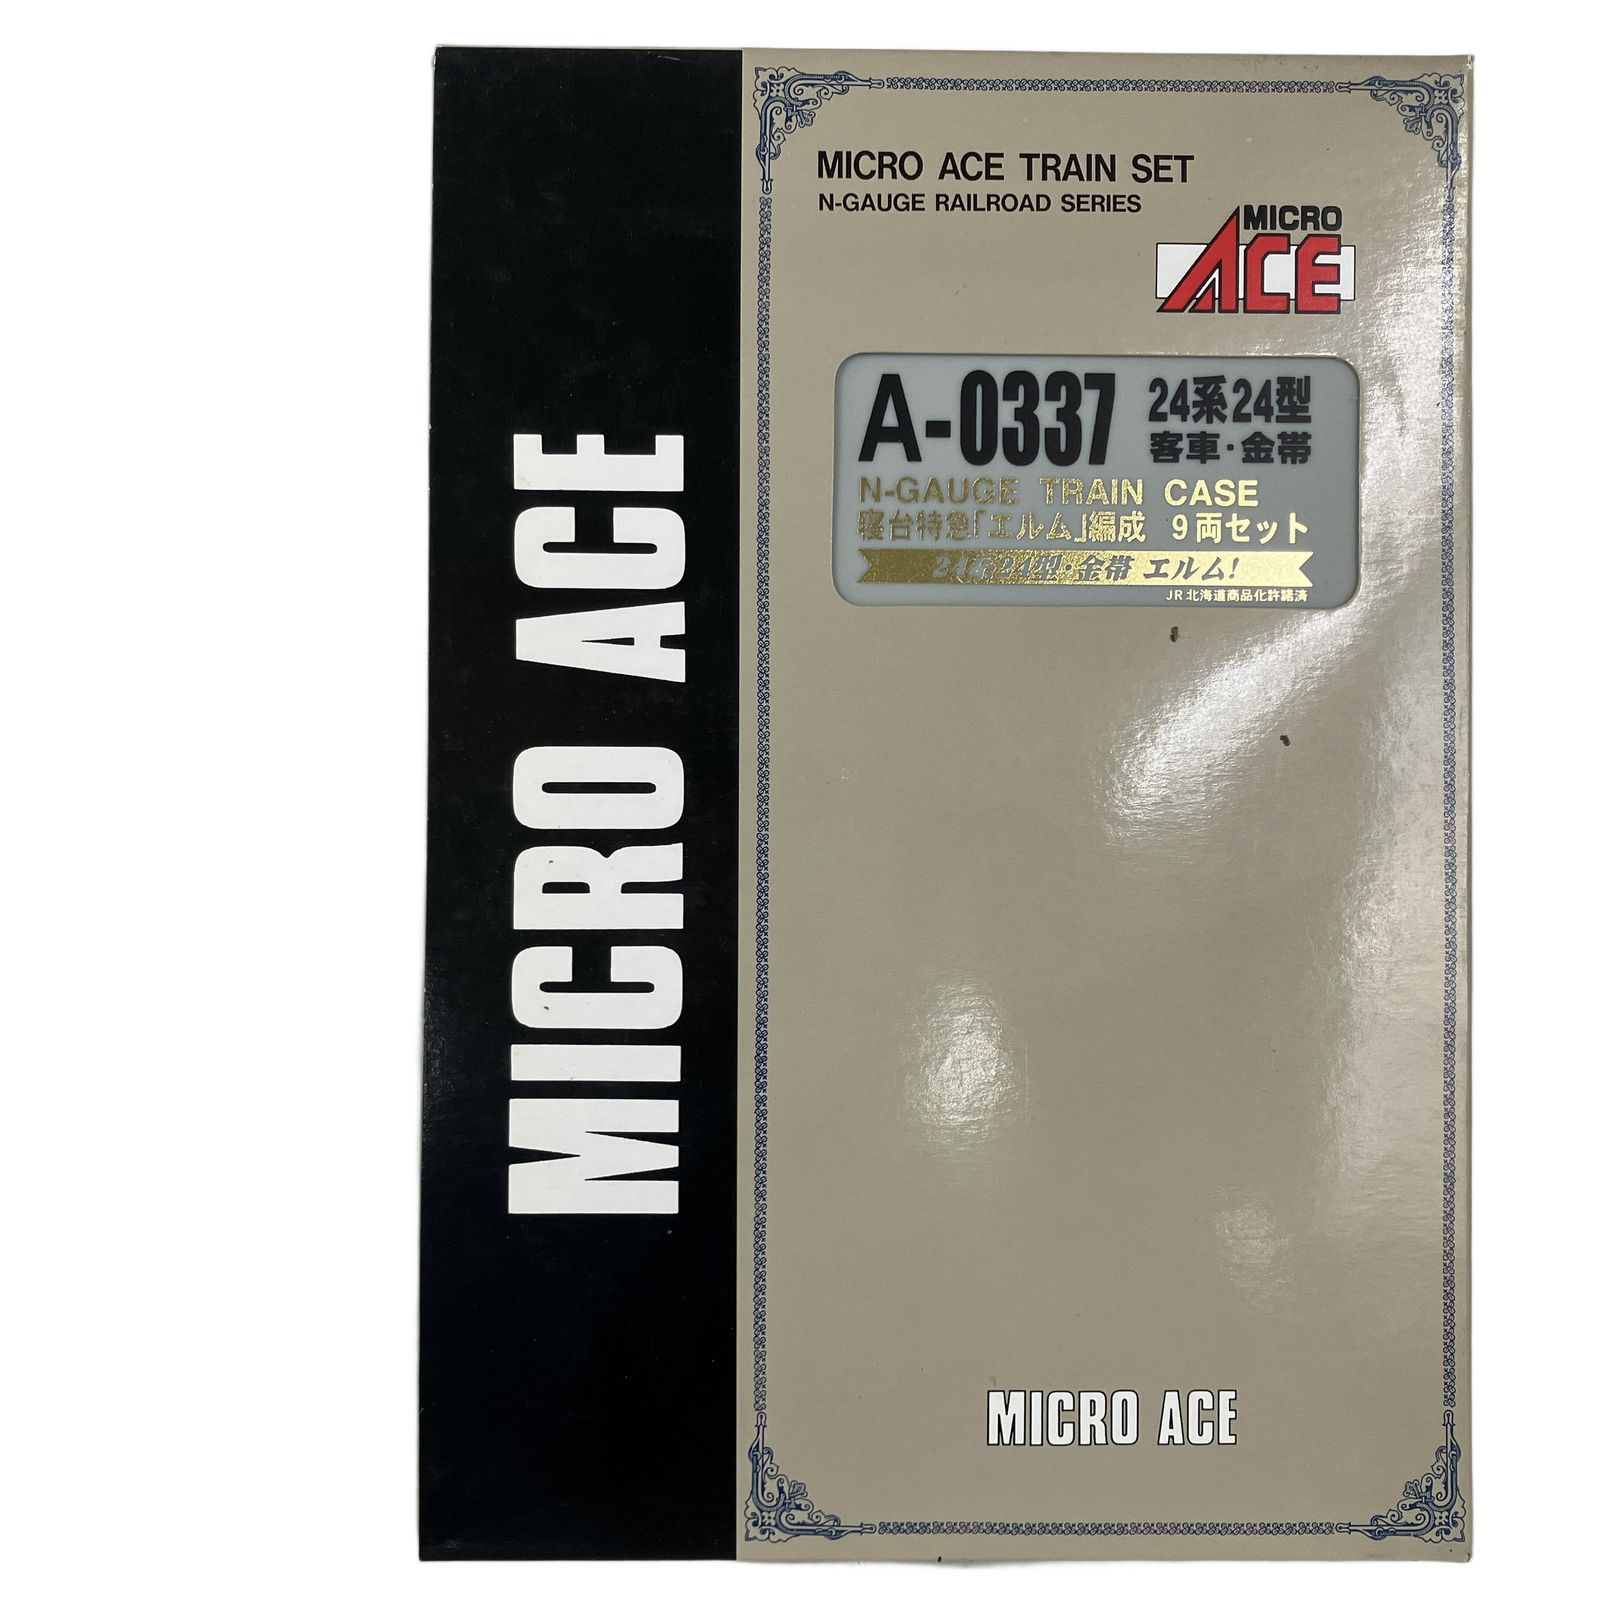 MICRO ACE
MICRO ACE TRAIN SET
N-GAUGE RAILROAD SERIES
MICRO
ACE
A-0337 24系24型
客車・金帯
N-GAUGE TRAIN CASE
寝台特急「エルム」編成 9両セット
24系24型・金帯 エルム!
JR北海道商品化許諾済
MICRO ACE